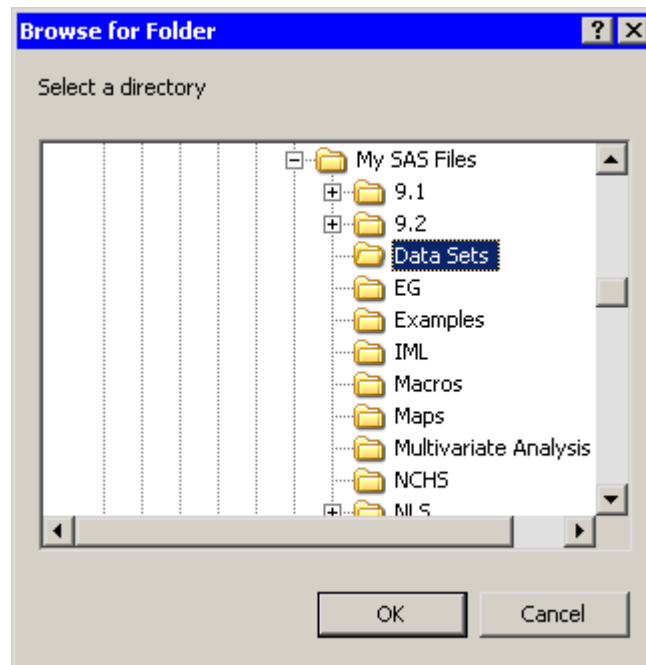 Browse for Folder
Select a directory
My SAS Files
9.1
9.2
Data Sets
EG
Examples
IML
Macros
Maps
Multivariate Analysis
NCHS
NLS
OK
Cancel